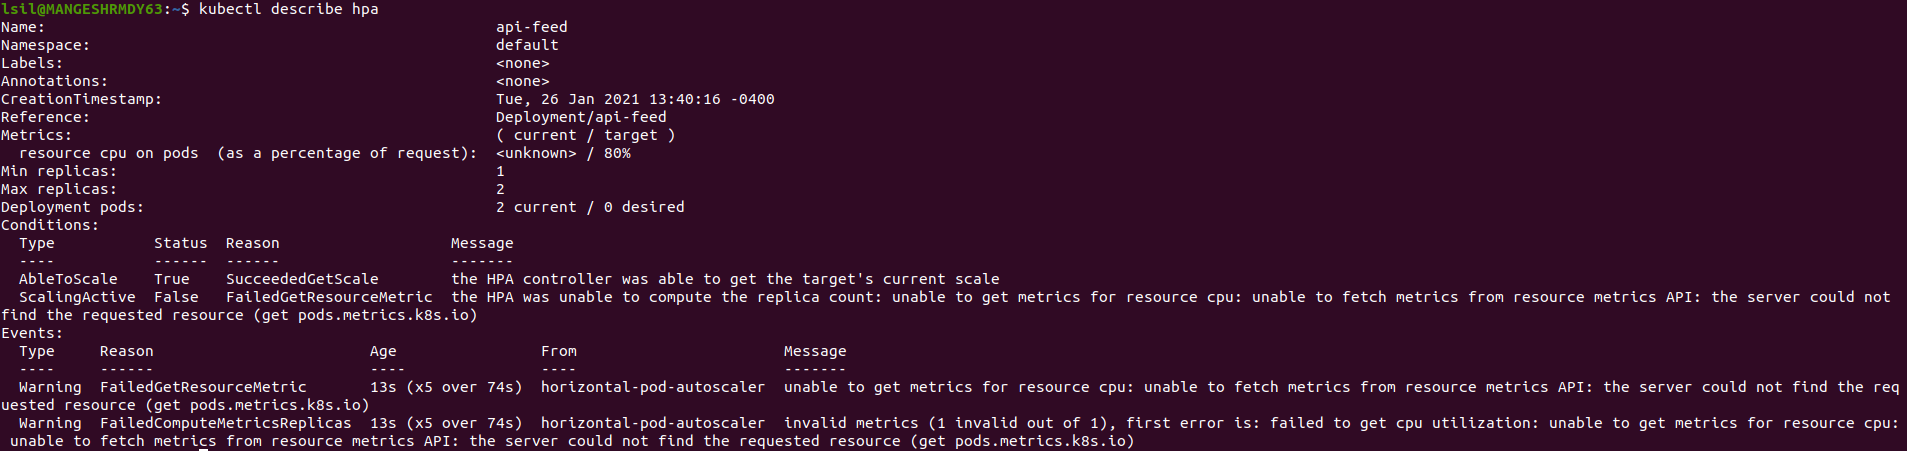 lsil@MANGESHRMDY63:~$ kubectl describe hpa
Name:                                                  api-feed
Namespace:                                             default
Labels:                                                <none>
Annotations:                                           <none>
CreationTimestamp:                                     Tue, 26 Jan 2021 13:40:16 -0400
Reference:                                             Deployment/api-feed
Metrics:                                               ( current / target )
  resource cpu on pods  (as a percentage of request):  <unknown> / 80%
Min replicas:                                          1
Max replicas:                                          2
Deployment pods:                                       2 current / 0 desired
Conditions:
  Type           Status  Reason                   Message
  ----           ------  ------                   -------
  AbleToScale    True    SucceededGetScale        the HPA controller was able to get the target's current scale
  ScalingActive  False   FailedGetResourceMetric  the HPA was unable to compute the replica count: unable to get metrics for resource cpu: unable to fetch metrics from resource metrics API: the server could not
find the requested resource (get pods.metrics.k8s.io)
Events:
  Type     Reason                        Age                From                       Message
  ----     ------                        ----               ----                       -------
  Warning  FailedGetResourceMetric       13s (x5 over 74s)  horizontal-pod-autoscaler  unable to get metrics for resource cpu: unable to fetch metrics from resource metrics API: the server could not find the req
uested resource (get pods.metrics.k8s.io)
  Warning  FailedComputeMetricsReplicas  13s (x5 over 74s)  horizontal-pod-autoscaler  invalid metrics (1 invalid out of 1), first error is: failed to get cpu utilization: unable to get metrics for resource cpu:
 unable to fetch metrics from resource metrics API: the server could not find the requested resource (get pods.metrics.k8s.io)